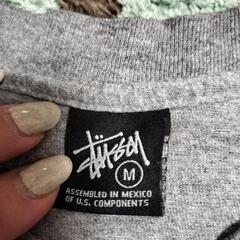 Stüssy
M
ASSEMBLED IN MEXICO
OF U.S. COMPONENTS